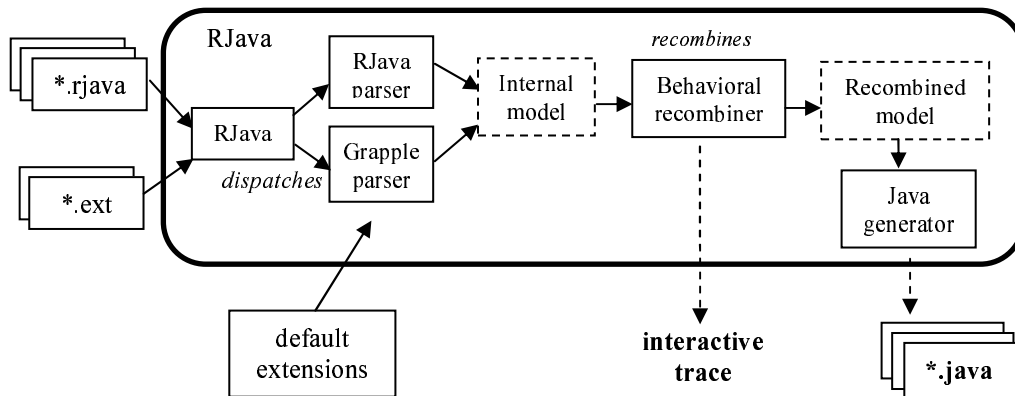 RJava
recombines
*.rjava
RJava
parser
Internal
model
Behavioral
recombiner
Recombined
model
RJava
Grapple
parser
dispatches
*.ext
Java
generator
default
extensions
interactive
trace
*.java